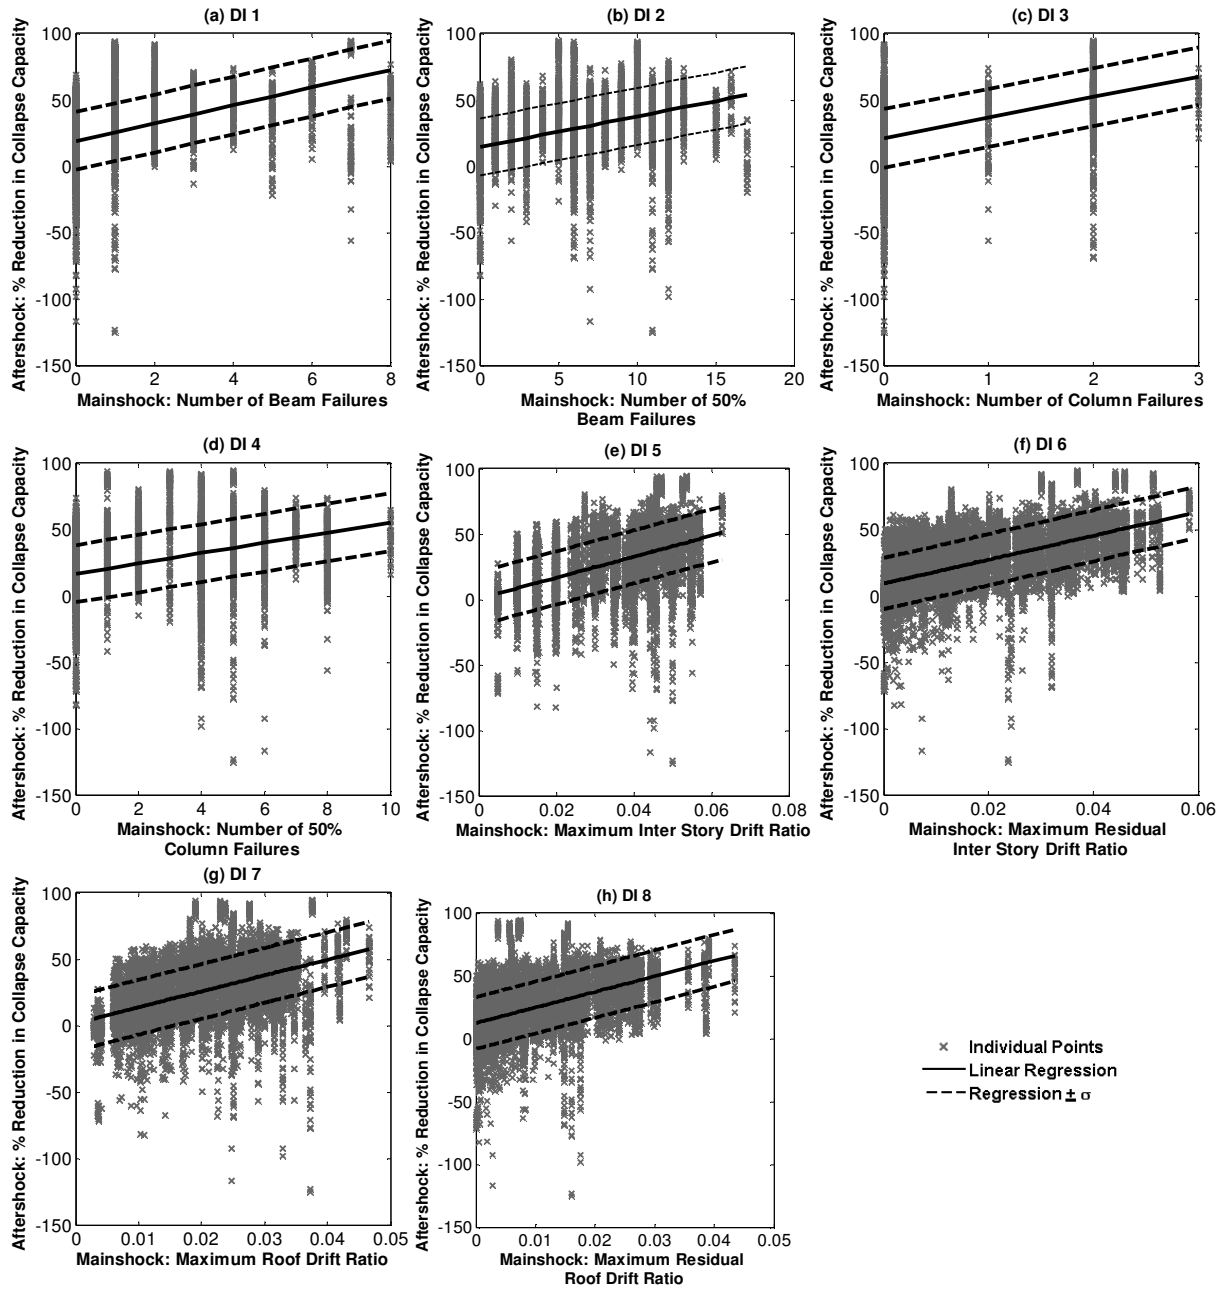 (a) DI 1
Aftershock: % Reduction in Collapse Capacity
100
50
0
-50
-100
-150
0
2
4
6
8
Mainshock: Number of Beam Failures
(b) DI 2
Aftershock: % Reduction in Collapse Capacity
100
50
0
-50
-100
-150
0
5
10
15
20
Mainshock: Number of 50%
Beam Failures
(c) DI 3
Aftershock: % Reduction in Collapse Capacity
100
50
0
-50
-100
-150
0
1
2
3
Mainshock: Number of Column Failures
(d) DI 4
Aftershock: % Reduction in Collapse Capacity
100
50
0
-50
-100
-150
0
2
4
6
8
10
Mainshock: Number of 50%
Column Failures
(e) DI 5
Aftershock: % Reduction in Collapse Capacity
100
50
0
-50
-100
-150
0
0.02
0.04
0.06
0.08
Mainshock: Maximum Inter Story Drift Ratio
(f) DI 6
Aftershock: % Reduction in Collapse Capacity
100
50
0
-50
-100
-150
0
0.02
0.04
0.06
Mainshock: Maximum Residual
Inter Story Drift Ratio
(g) DI 7
Aftershock: % Reduction in Collapse Capacity
100
50
0
-50
-100
-150
0
0.01
0.02
0.03
0.04
0.05
Mainshock: Maximum Roof Drift Ratio
(h) DI 8
Aftershock: % Reduction in Collapse Capacity
100
50
0
-50
-100
-150
0
0.01
0.02
0.03
0.04
0.05
Mainshock: Maximum Residual
Roof Drift Ratio
Individual Points
Linear Regression
Regression ± σ